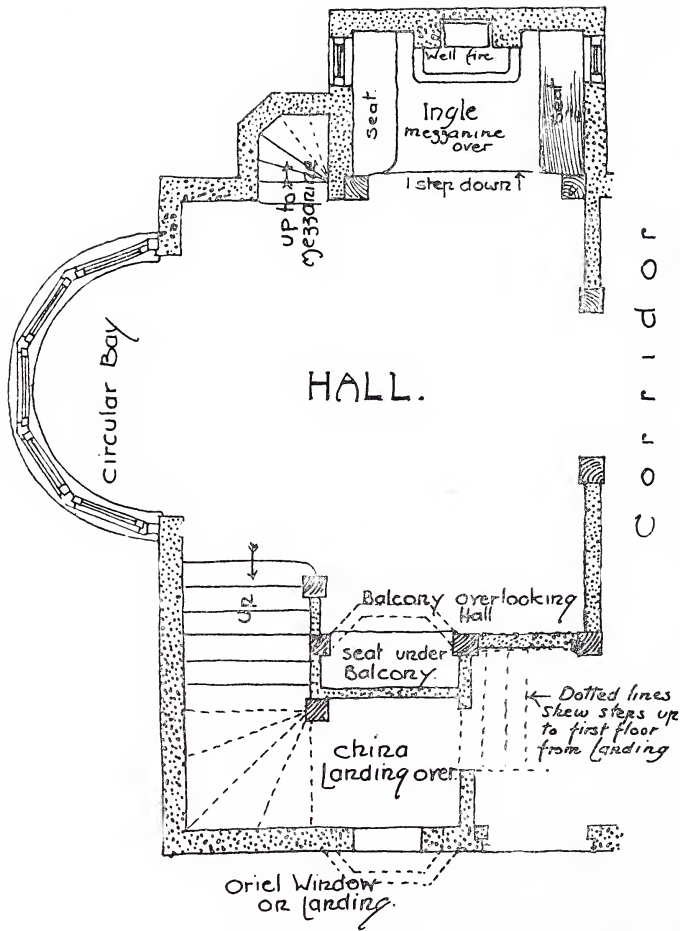 Well fire
Seat.
Ingle
mezzanine
over
Seat
1 step down
up to
Mezzanine
Circular Bay
HALL.
Corridor
up
Balcony overlooking
Hall
Seat under
Balcony.
Dotted lines
Shew steps up
to first floor
from Landing
China
Landing over
Oriel Window
on Landing.